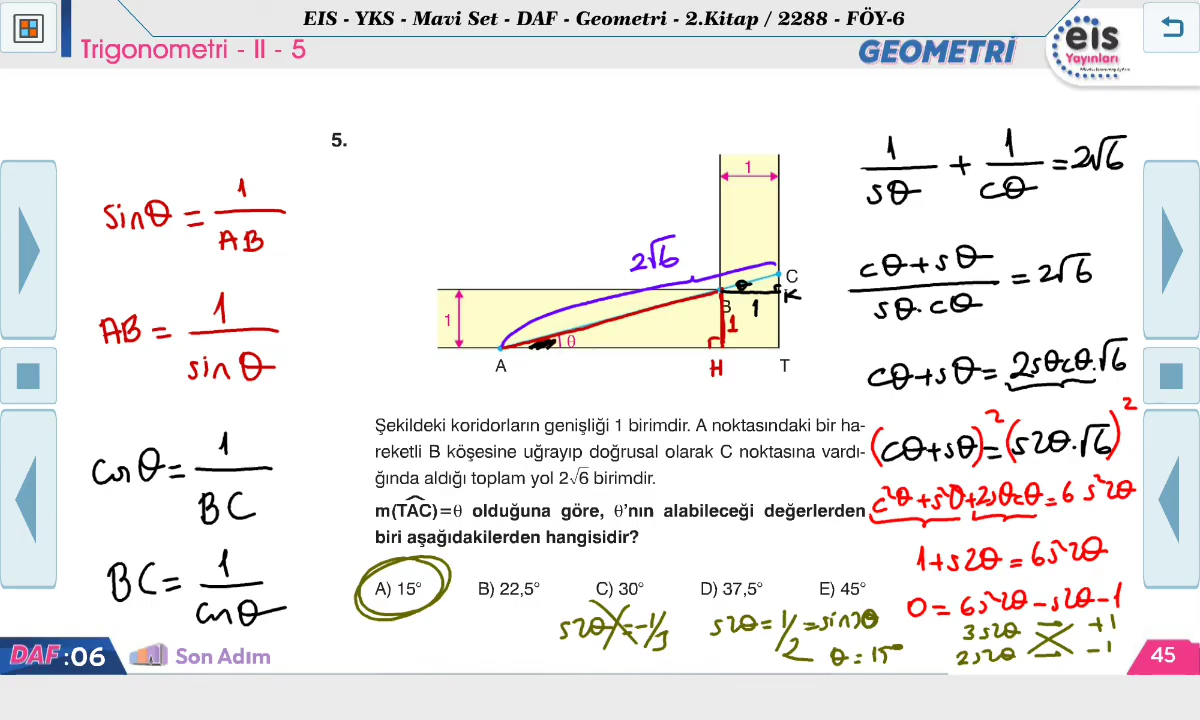 EIS - YKS - Mavi Set - DAF - Geometri - 2.Kitap / 2288 - FÖY-6
Trigonometri - II - 5
GEOMETRİ
eis
Yayınları
5.
1
2√6
C
θ
K
B
1
1
1
θ
A
H
T
Şekildeki koridorların genişliği 1 birimdir. A noktasındaki bir ha-
reketli B köşesine uğrayıp doğrusal olarak C noktasına vardı-
ğında aldığı toplam yol 2√6 birimdir.
m(TAC)=θ olduğuna göre, θ'nın alabileceği değerlerden
biri aşağıdakilerden hangisidir?
A) 15° B) 22,5° C) 30° D) 37,5° E) 45°
sinθ = 1/AB
AB = 1/sinθ
cosθ = 1/BC
BC = 1/cosθ
1/sθ + 1/cθ = 2√6
cθ+sθ/sθ.cθ = 2√6
cθ+sθ = 2sθcθ.√6
(cθ+sθ)² = (s2θ.√6)²
c²θ+s²θ+2sθcθ = 6s²2θ
1+s2θ = 6s²2θ
0 = 6s²2θ-s2θ-1
3s2θ +1
2s2θ -1
s2θ = -1/3
s2θ = 1/2 = sin2θ
θ = 15°
DAF :06
Son Adım
45